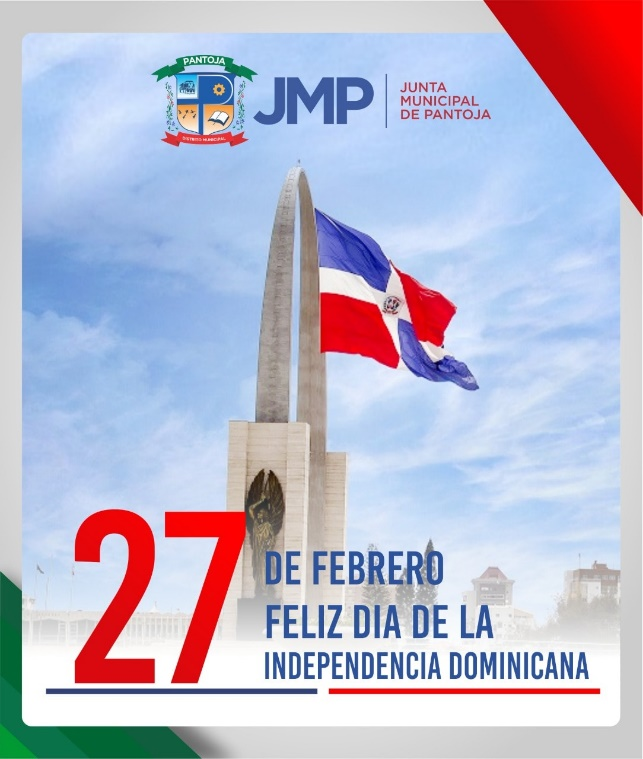 PANTOJA
DISTRITO MUNICIPAL
JMP
JUNTA
MUNICIPAL
DE PANTOJA
27
DE FEBRERO
FELIZ DIA DE LA
INDEPENDENCIA DOMINICANA